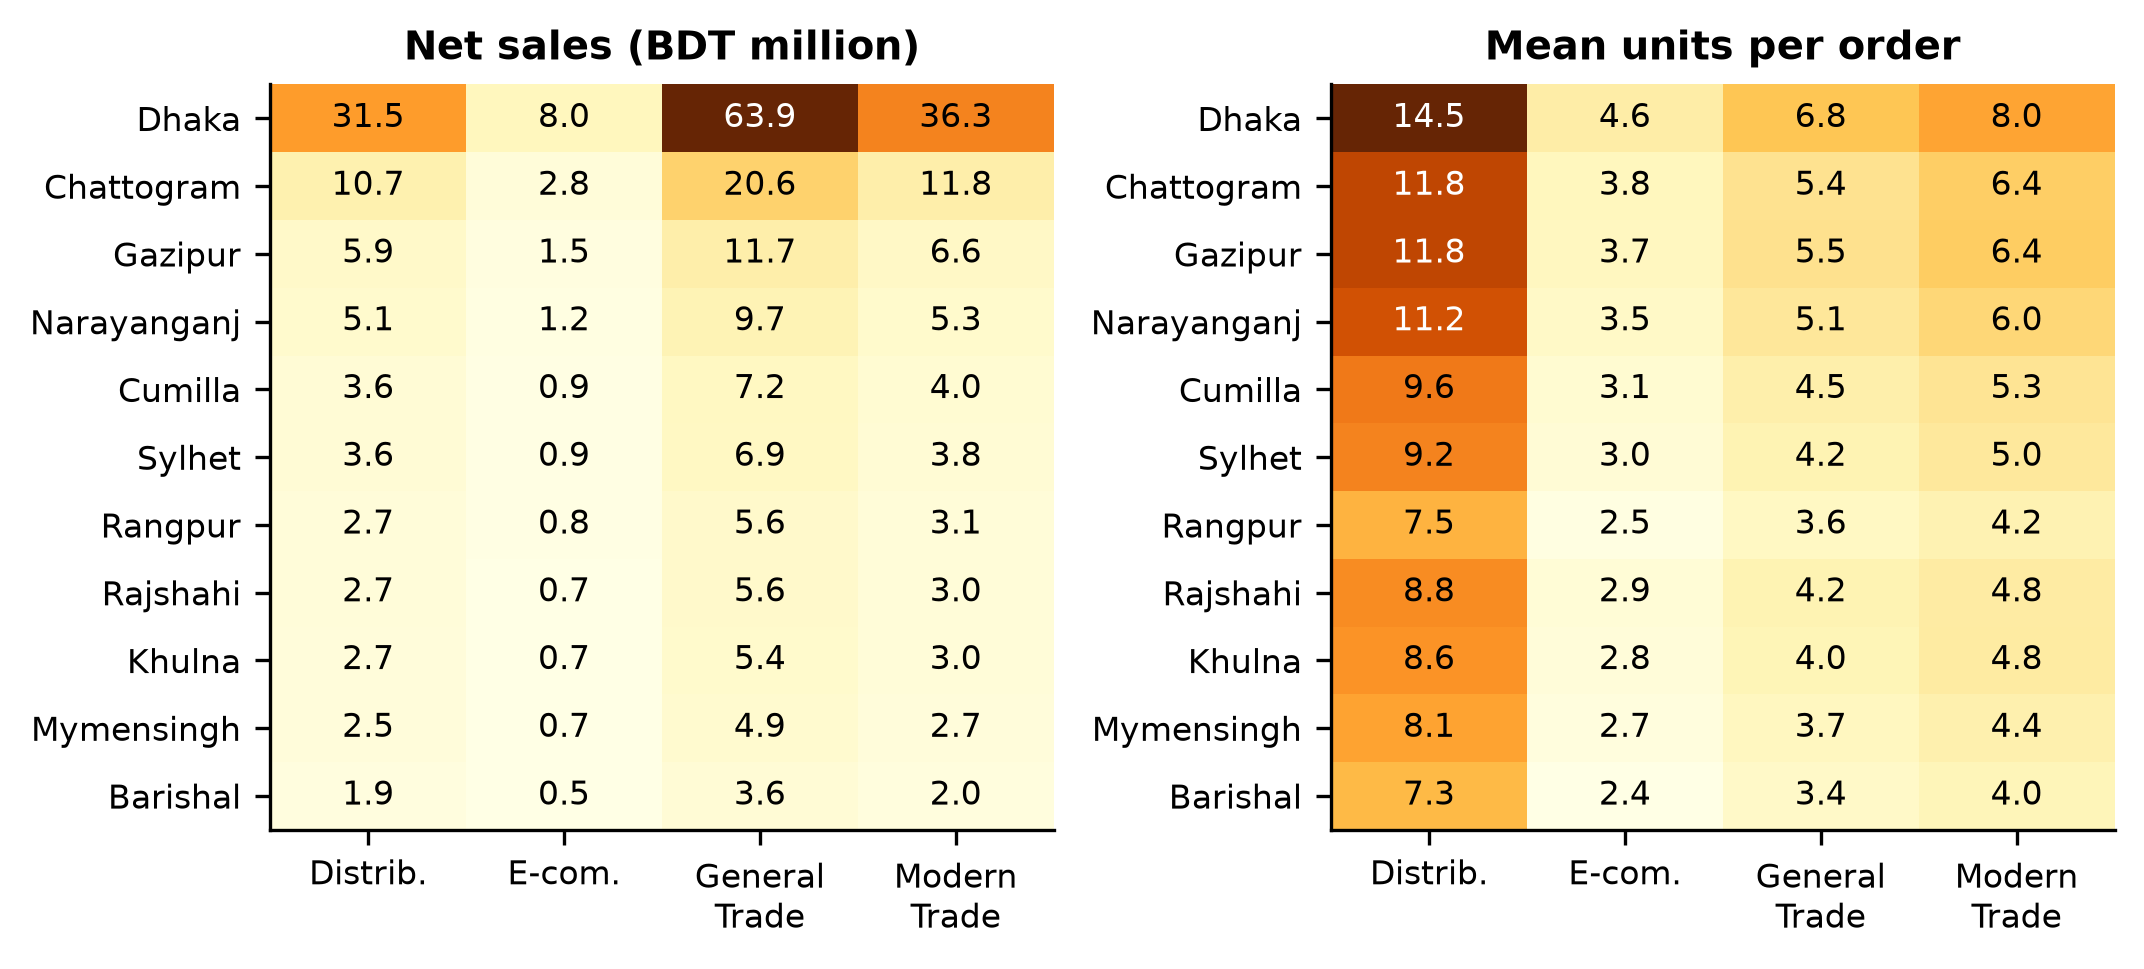 Net sales (BDT million)
Dhaka 31.5 8.0 63.9 36.3
Chattogram 10.7 2.8 20.6 11.8
Gazipur 5.9 1.5 11.7 6.6
Narayanganj 5.1 1.2 9.7 5.3
Cumilla 3.6 0.9 7.2 4.0
Sylhet 3.6 0.9 6.9 3.8
Rangpur 2.7 0.8 5.6 3.1
Rajshahi 2.7 0.7 5.6 3.0
Khulna 2.7 0.7 5.4 3.0
Mymensingh 2.5 0.7 4.9 2.7
Barishal 1.9 0.5 3.6 2.0
Distrib. E-com. General Modern
Trade Trade
Mean units per order
Dhaka 14.5 4.6 6.8 8.0
Chattogram 11.8 3.8 5.4 6.4
Gazipur 11.8 3.7 5.5 6.4
Narayanganj 11.2 3.5 5.1 6.0
Cumilla 9.6 3.1 4.5 5.3
Sylhet 9.2 3.0 4.2 5.0
Rangpur 7.5 2.5 3.6 4.2
Rajshahi 8.8 2.9 4.2 4.8
Khulna 8.6 2.8 4.0 4.8
Mymensingh 8.1 2.7 3.7 4.4
Barishal 7.3 2.4 3.4 4.0
Distrib. E-com. General Modern
Trade Trade